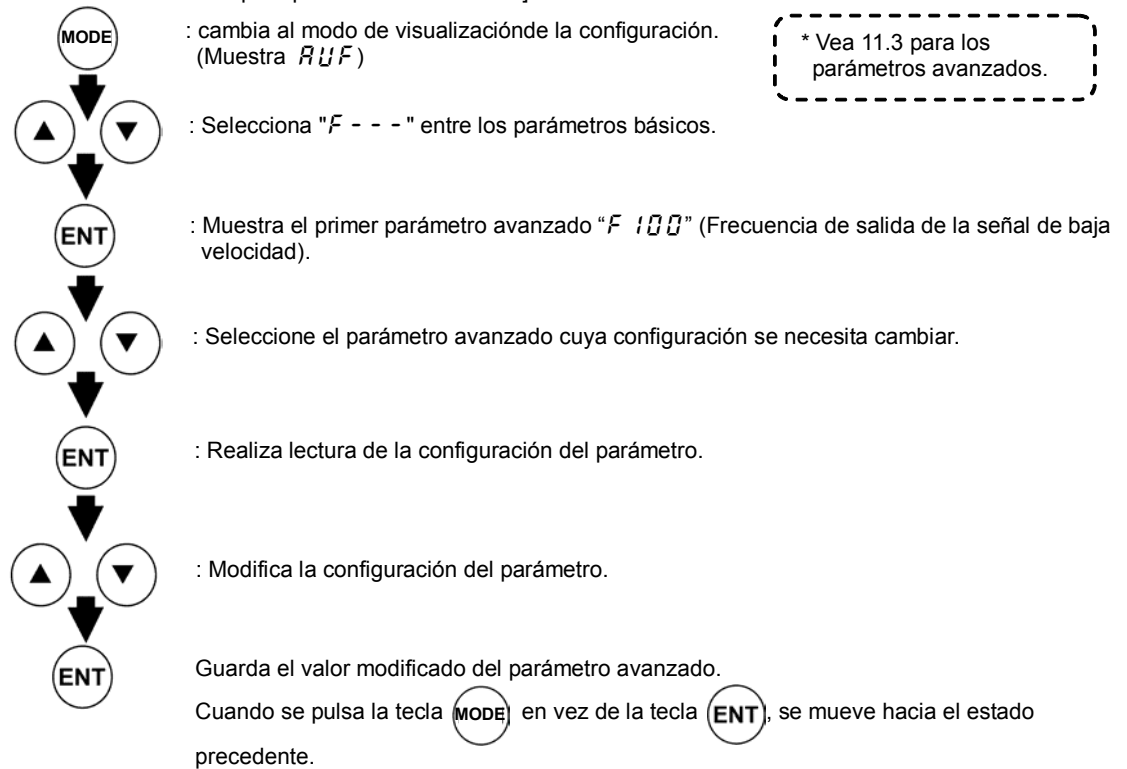 MODE
: cambia al modo de visualizaciónde la configuración.
(Muestra AUF)
* Vea 11.3 para los
parámetros avanzados.
▲ ▼
: Selecciona "F - - - " entre los parámetros básicos.
ENT
: Muestra el primer parámetro avanzado “F 100” (Frecuencia de salida de la señal de baja
velocidad).
▲ ▼
: Seleccione el parámetro avanzado cuya configuración se necesita cambiar.
ENT
: Realiza lectura de la configuración del parámetro.
▲ ▼
: Modifica la configuración del parámetro.
ENT
Guarda el valor modificado del parámetro avanzado.
Cuando se pulsa la tecla MODE en vez de la tecla ENT, se mueve hacia el estado
precedente.